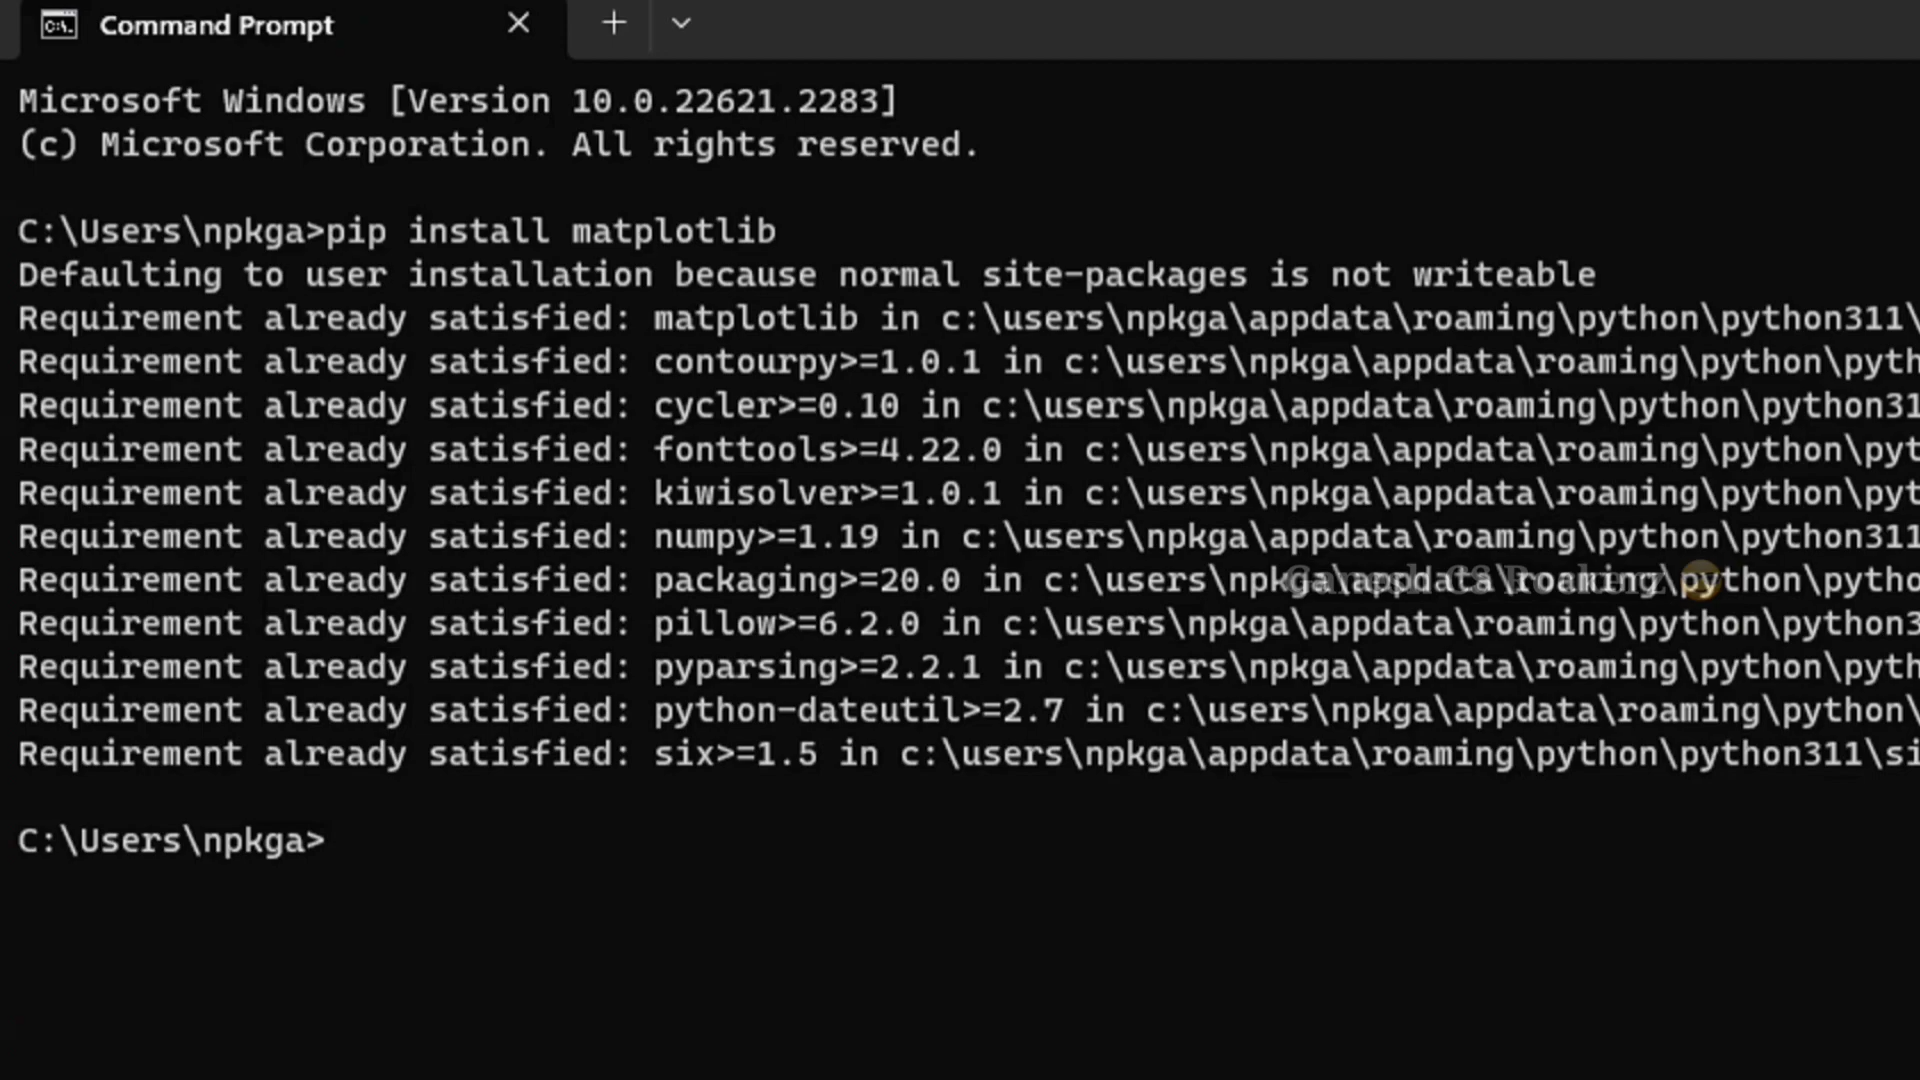 Command Prompt
Microsoft Windows [Version 10.0.22621.2283]
(c) Microsoft Corporation. All rights reserved.
C:\Users\npkga>pip install matplotlib
Defaulting to user installation because normal site-packages is not writeable
Requirement already satisfied: matplotlib in c:\users\npkga\appdata\roaming\python\python311\
Requirement already satisfied: contourpy>=1.0.1 in c:\users\npkga\appdata\roaming\python\pyth
Requirement already satisfied: cycler>=0.10 in c:\users\npkga\appdata\roaming\python\python31
Requirement already satisfied: fonttools>=4.22.0 in c:\users\npkga\appdata\roaming\python\pyt
Requirement already satisfied: kiwisolver>=1.0.1 in c:\users\npkga\appdata\roaming\python\pyt
Requirement already satisfied: numpy>=1.19 in c:\users\npkga\appdata\roaming\python\python311
Requirement already satisfied: packaging>=20.0 in c:\users\npkga\appdata\roaming\python\pytho
Requirement already satisfied: pillow>=6.2.0 in c:\users\npkga\appdata\roaming\python\python3
Requirement already satisfied: pyparsing>=2.2.1 in c:\users\npkga\appdata\roaming\python\pyth
Requirement already satisfied: python-dateutil>=2.7 in c:\users\npkga\appdata\roaming\python\
Requirement already satisfied: six>=1.5 in c:\users\npkga\appdata\roaming\python\python311\si
C:\Users\npkga>